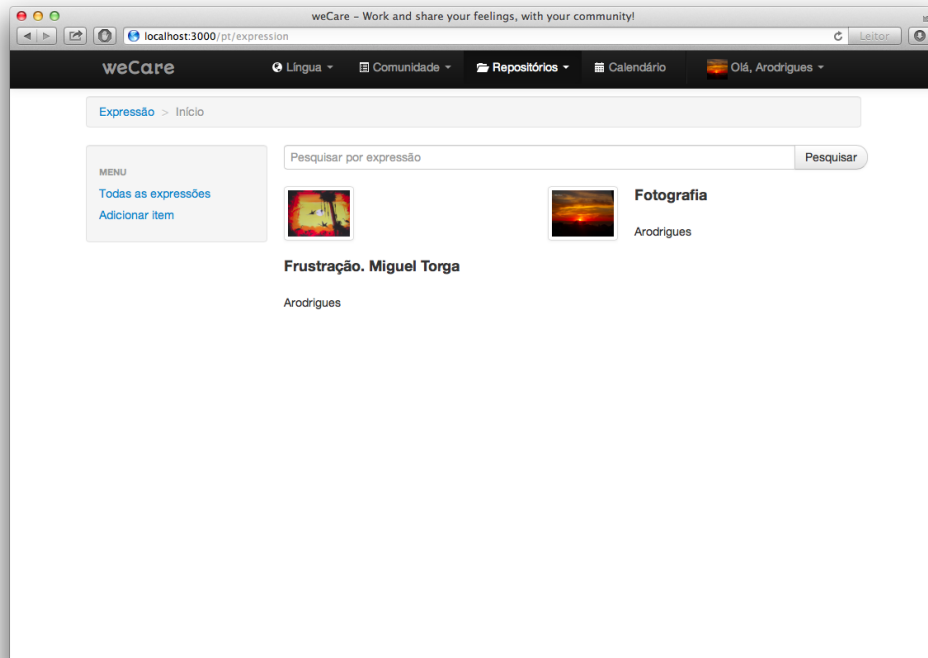 weCare – Work and share your feelings, with your community!
localhost:3000/pt/expression
Leitor
weCare
Língua
Comunidade
Repositórios
Calendário
Olá, Arodrigues
Expressão > Início
MENU
Todas as expressões
Adicionar item
Pesquisar por expressão
Pesquisar
Fotografia
Arodrigues
Frustração. Miguel Torga
Arodrigues